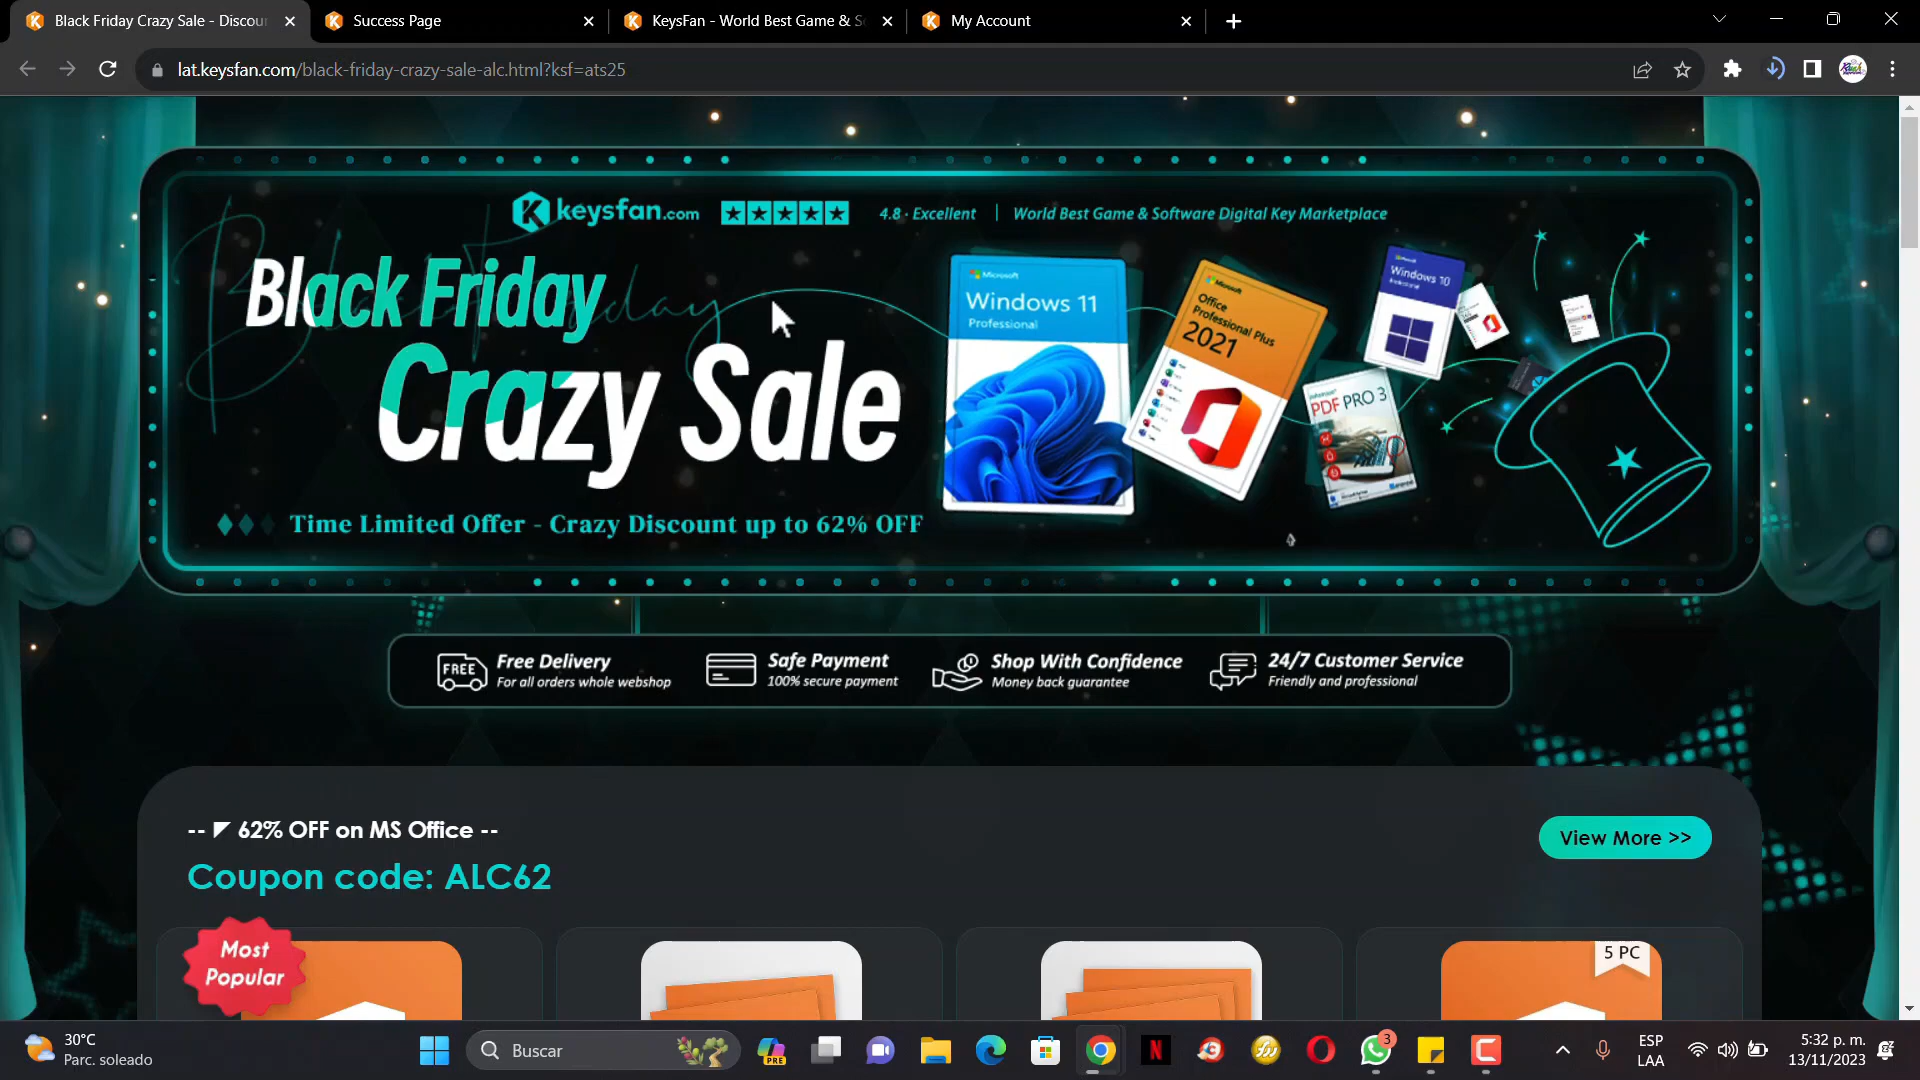 Black Friday Crazy Sale - Discou
Success Page
KeysFan - World Best Game & S
My Account
lat.keysfan.com/black-friday-crazy-sale-alc.html?ksf=ats25
keysfan.com
4.8 · Excellent | World Best Game & Software Digital Key Marketplace
Black Friday
Crazy Sale
Time Limited Offer - Crazy Discount up to 62% OFF
Microsoft
Windows 11
Professional
Microsoft
Office
Professional Plus
2021
Windows 10
Professional
PDF PRO 3
FREE
Free Delivery
For all orders whole webshop
Safe Payment
100% secure payment
Shop With Confidence
Money back guarantee
24/7 Customer Service
Friendly and professional
-- ◤ 62% OFF on MS Office --
Coupon code: ALC62
View More >>
Most
Popular
5 PC
30°C
Parc. soleado
Buscar
PRE
3
ESP
LAA
5:32 p. m.
13/11/2023